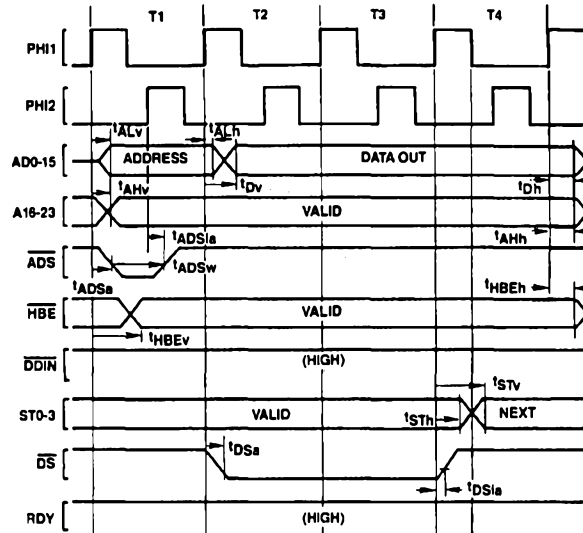 T1 T2 T3 T4
PHI1
PHI2
tALv tALh
AD0-15 ADDRESS DATA OUT
tAHv tDv tDh
A16-23 VALID
tADSia tAHh
ADS tADSw
tADSa tHBEh
HBE VALID
tHBEv
DDIN (HIGH)
tSTv
ST0-3 VALID tSTh NEXT
tDSa
DS
tDSia
RDY (HIGH)